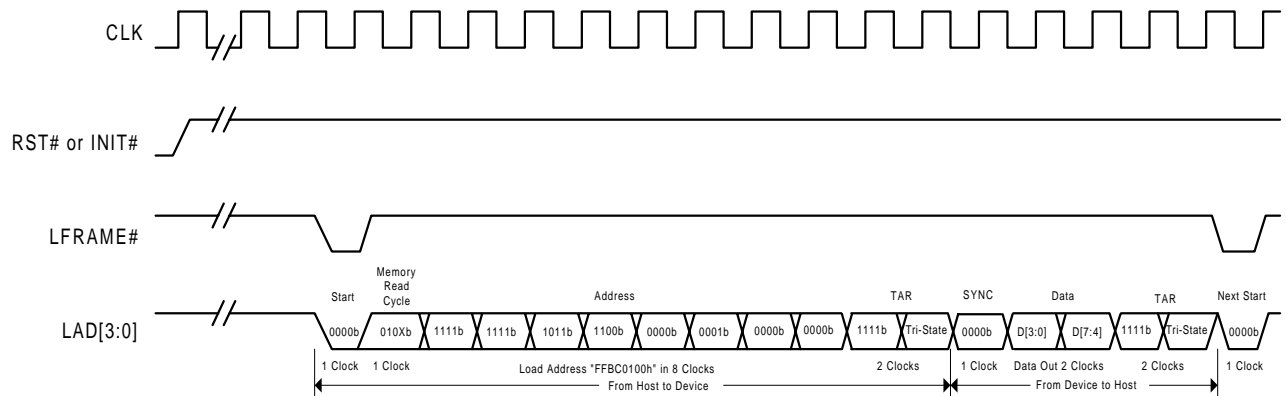 CLK
RST# or INIT#
LFRAME#
Memory
Read
Cycle
Start
Address
TAR
SYNC
Data
TAR
Next Start
LAD[3:0]
0000b 010Xb 1111b 1111b 1011b 1100b 0000b 0001b 0000b 0000b 1111b Tri-State 0000b D[3:0] D[7:4] 1111b Tri-State 0000b
1 Clock 1 Clock Load Address "FFBC0100h" in 8 Clocks 2 Clocks 1 Clock Data Out 2 Clocks 2 Clocks 1 Clock
From Host to Device From Device to Host